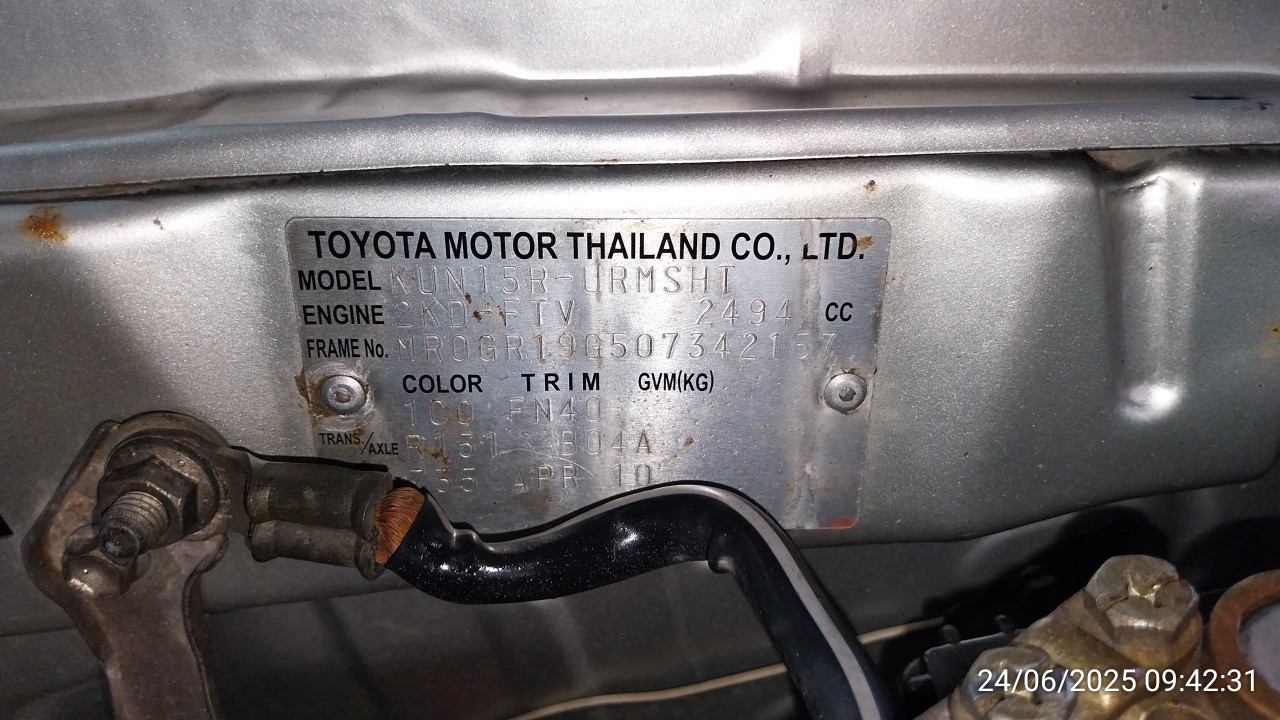 TOYOTA MOTOR THAILAND CO., LTD.
MODEL KUN15R-URMSHT
ENGINE 2KD-FTV 2494 CC
FRAME No. MR0GR19G507342157
COLOR TRIM GVM(KG)
1C0 FN40
TRANS./AXLE R151 B04A
APR 10
24/06/2025 09:42:31